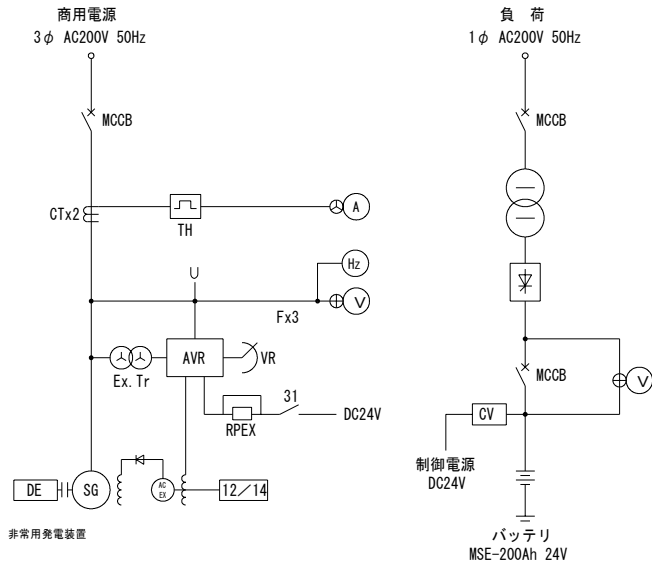 商用電源
3φ AC200V 50Hz
MCCB
CTx2
TH
A
Hz
U
V
Fx3
AVR
VR
Ex.Tr
31
DC24V
RPEX
DE
SG
AC
EX
12／14
非常用発電装置
負 荷
1φ AC200V 50Hz
MCCB
MCCB
V
CV
制御電源
DC24V
バッテリ
MSE-200Ah 24V